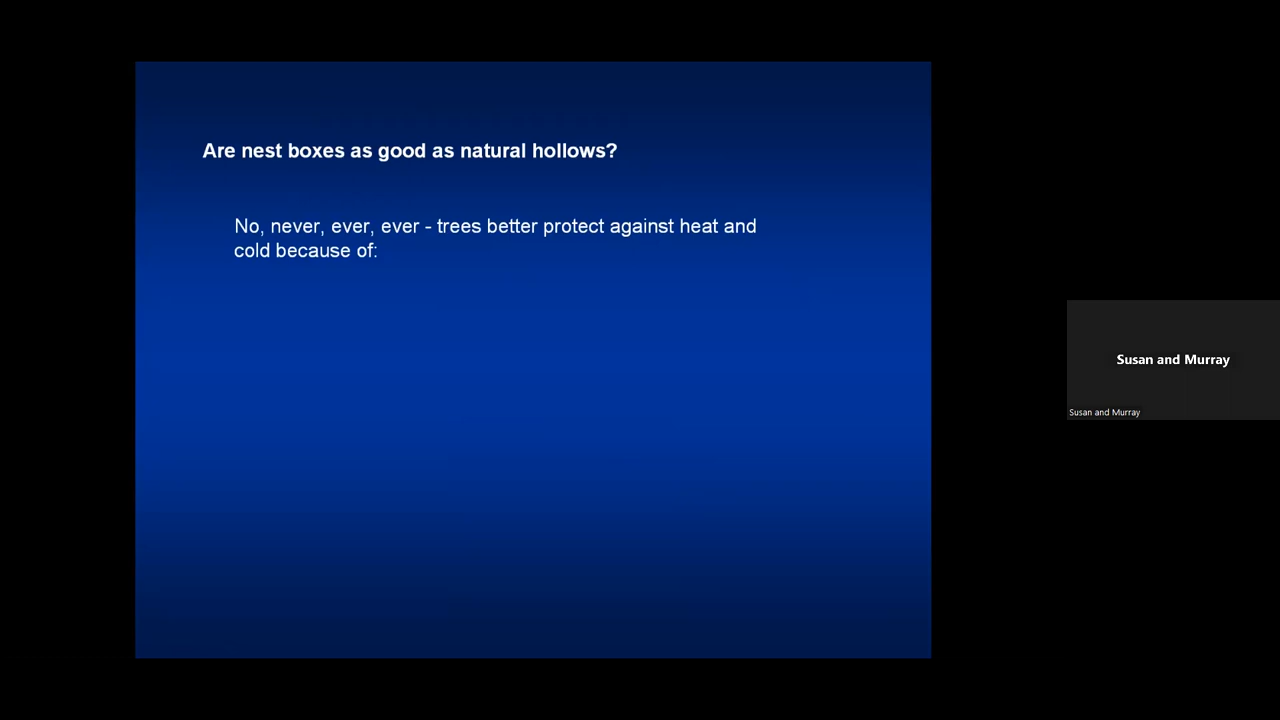 Are nest boxes as good as natural hollows?
No, never, ever, ever - trees better protect against heat and
cold because of:
Susan and Murray
Susan and Murray